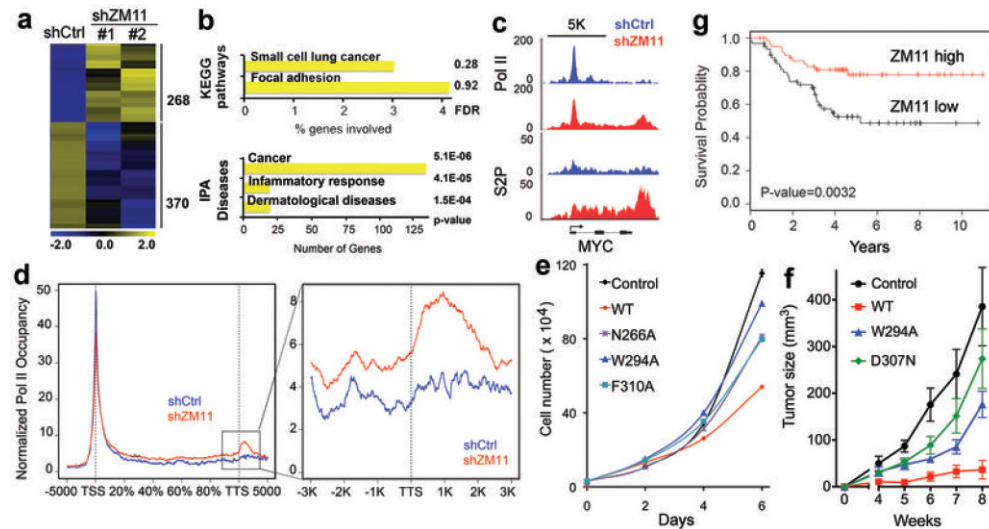 a
shZM11
shCtrl #1 #2
268
370
-2.0 0.0 2.0
b
KEGG pathways
Small cell lung cancer 0.28
Focal adhesion 0.92
0 1 2 3 4 FDR
% genes involved
IPA Diseases
Cancer 5.1E-06
Infammatory response 4.1E-05
Dermatological diseases 1.5E-04
0 25 50 75 100 125 p-value
Number of Genes
c
5K shCtrl
shZM11
Pol II
200
0
200
0
S2P
50
0
50
0
MYC
g
Survival Probablity
1.0
0.8
0.6
0.4
0.2
0.0
ZM11 high
ZM11 low
P-value=0.0032
0 2 4 6 8 10
Years
d
Normalized Pol II Occupancy
50
40
30
20
10
0
shCtrl
shZM11
-5000 TSS 20% 40% 60% 80% TTS 5000
8
6
4
2
0
shCtrl
shZM11
-3K -2K -1K TTS 1K 2K 3K
e
Cell number ( x 10⁴)
120
80
40
0
Control
WT
N266A
W294A
F310A
0 2 4 6
Days
f
Tumor size (mm³)
400
300
200
100
0
Control
WT
W294A
D307N
0 4 5 6 7 8
Weeks